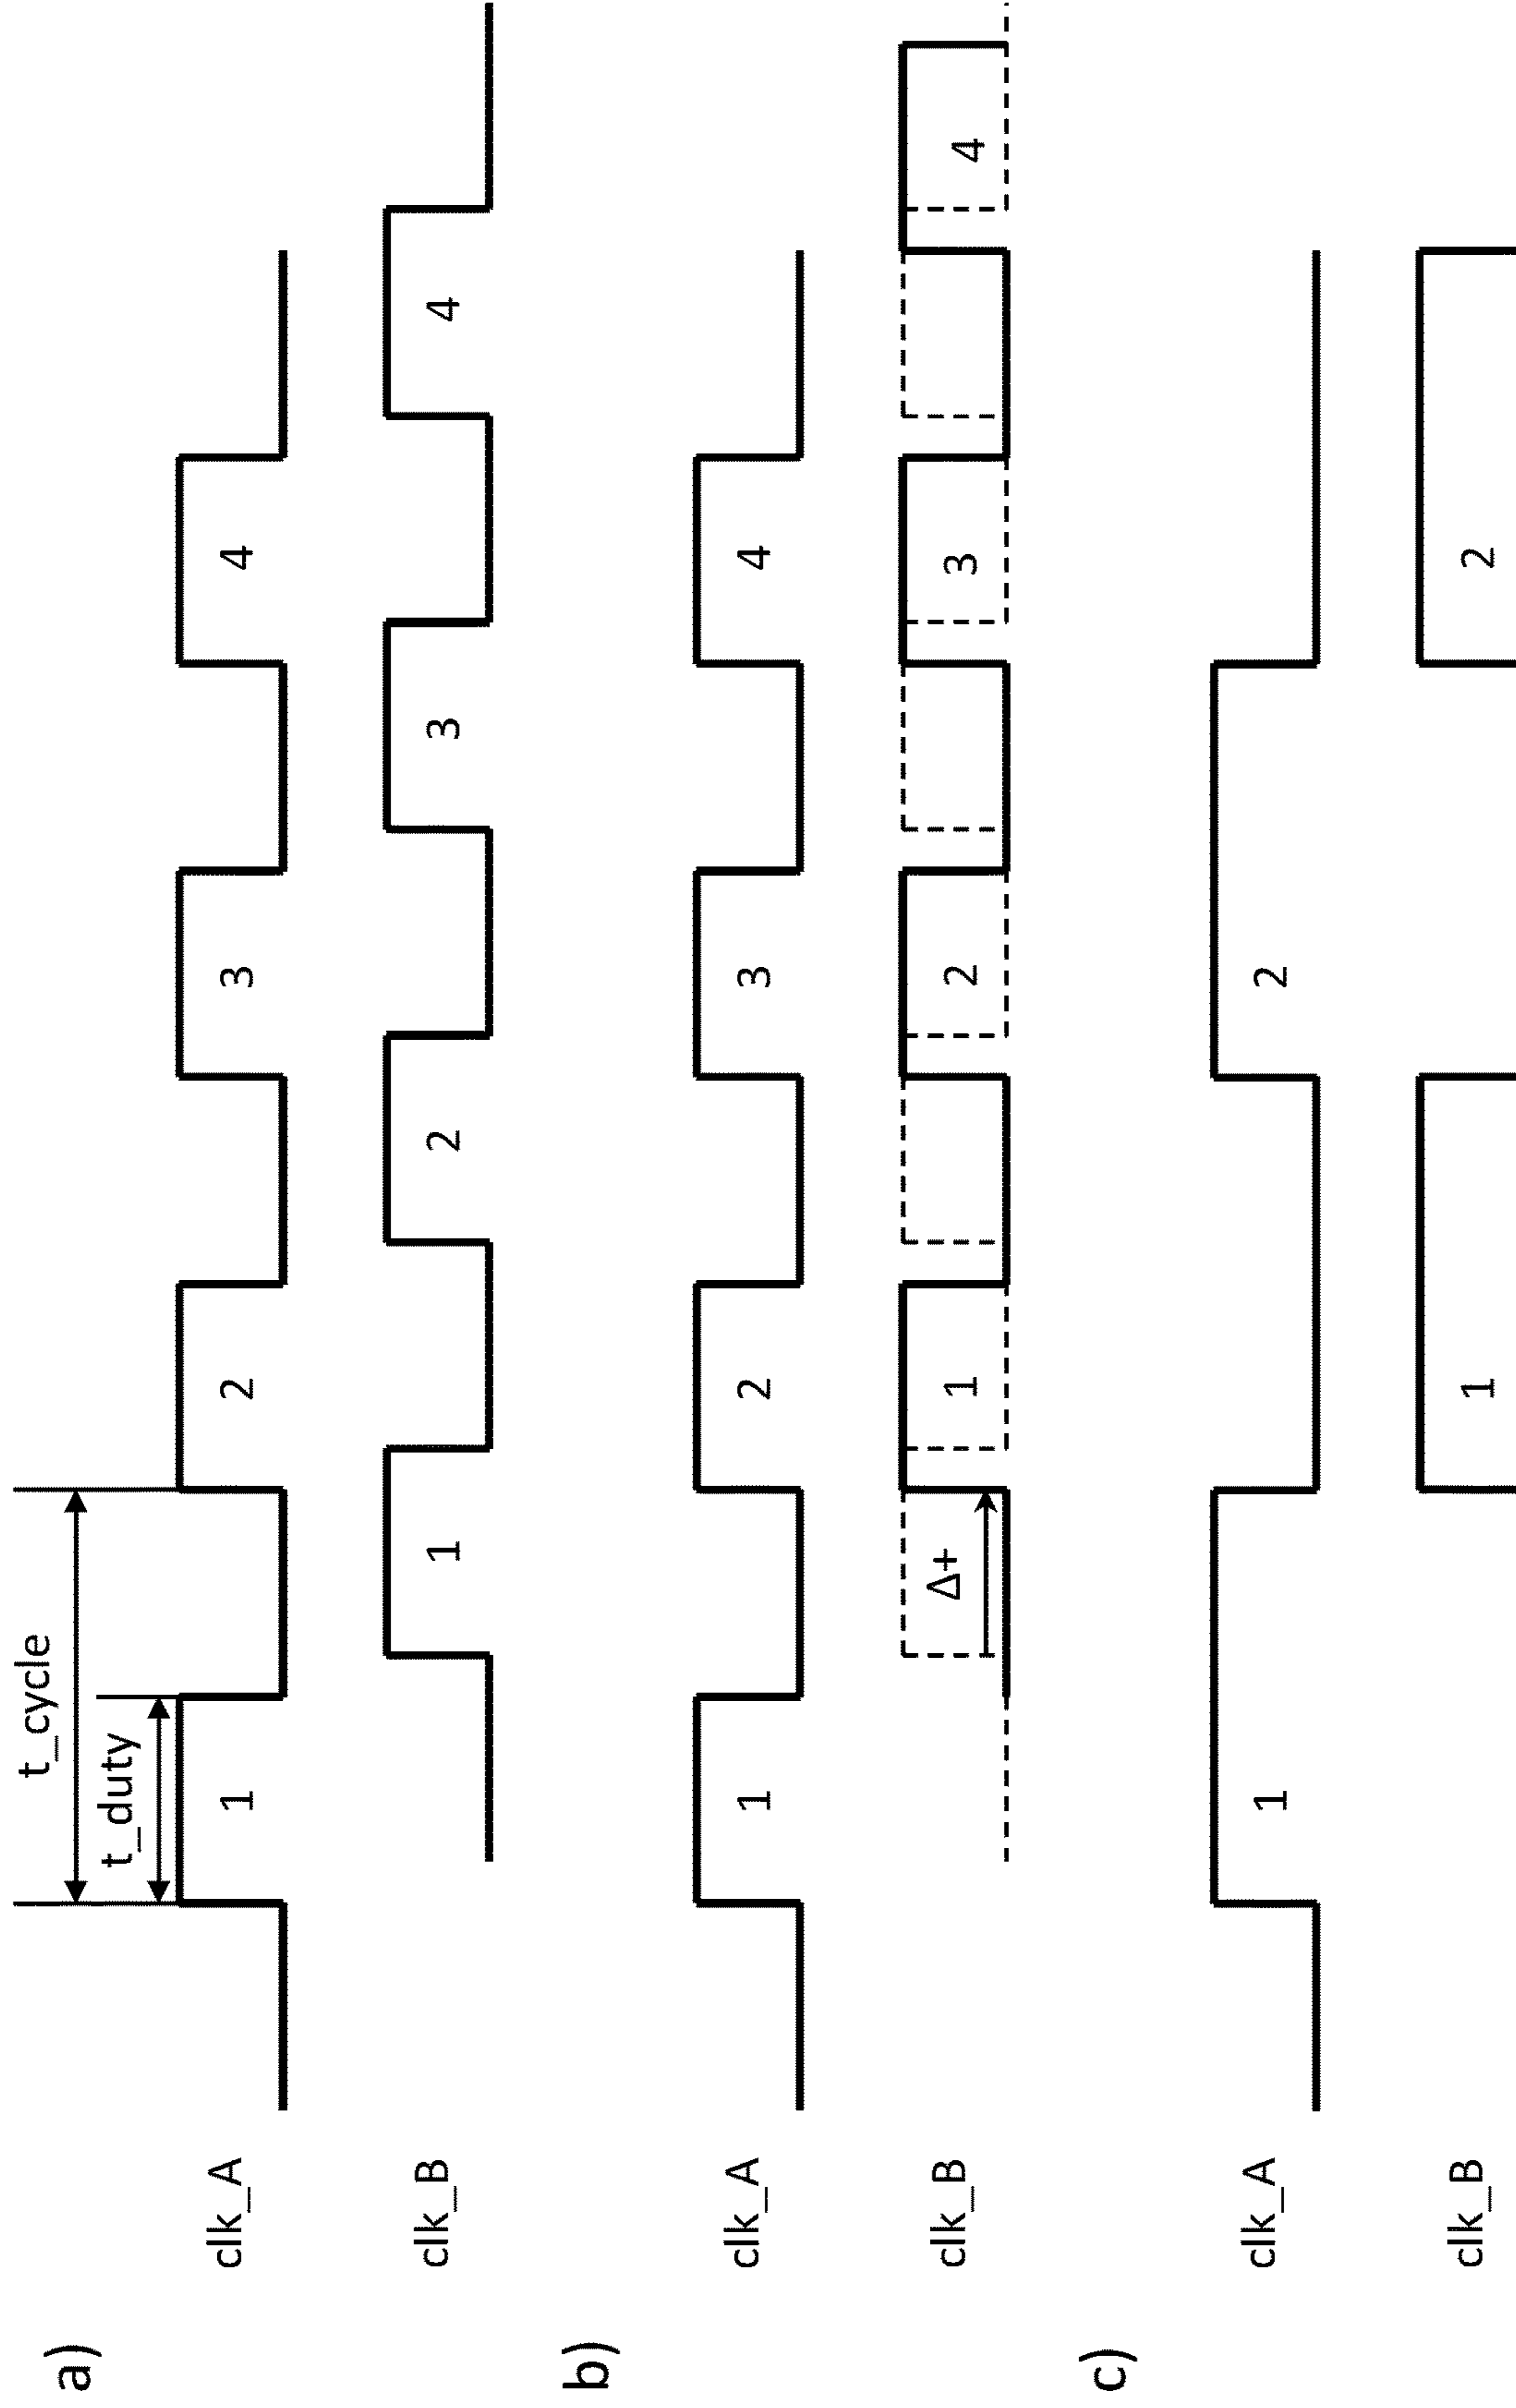 a)
t_cycle
t_duty
clk_A 1 2 3 4
clk_B 1 2 3 4
b)
clk_A 1 2 3 4
clk_B Δ+ 1 2 3 4
c)
clk_A 1 2
clk_B 1 2